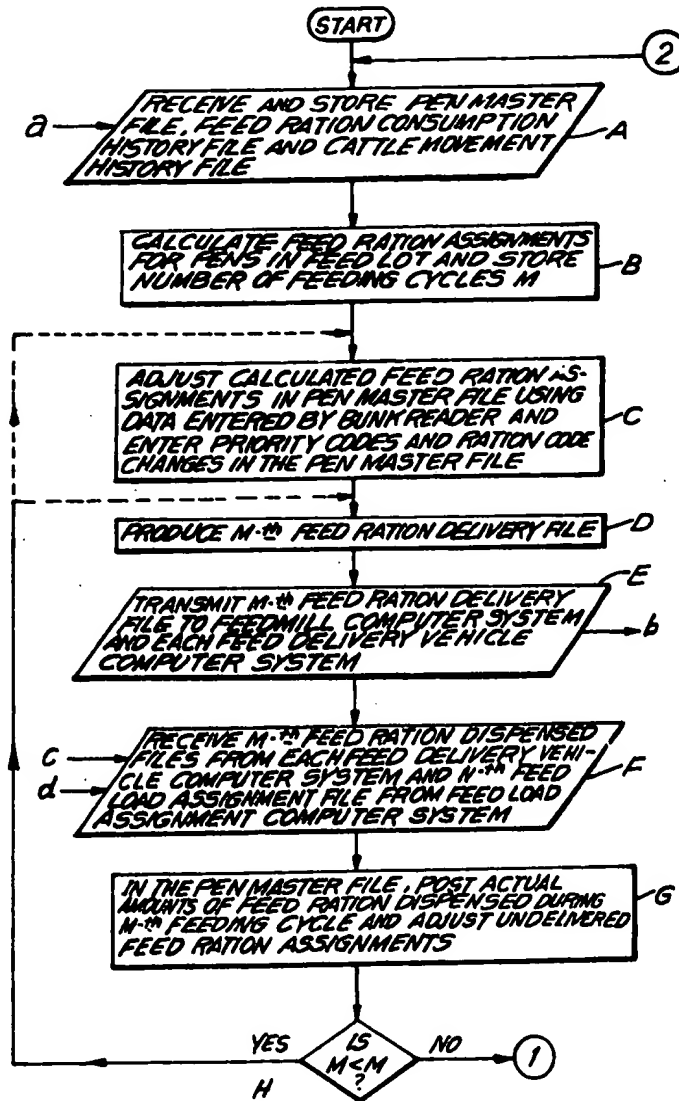 START
2
a
RECEIVE AND STORE PEN MASTER
FILE, FEED RATION CONSUMPTION
HISTORY FILE AND CATTLE MOVEMENT
HISTORY FILE
A
CALCULATE FEED RATION ASSIGNMENTS
FOR PENS IN FEED LOT AND STORE
NUMBER OF FEEDING CYCLES M
B
ADJUST CALCULATED FEED RATION AS-
SIGNMENTS IN PEN MASTER FILE USING
DATA ENTERED BY BUNK READER AND
ENTER PRIORITY CODES AND RATION CODE
CHANGES IN THE PEN MASTER FILE
C
PRODUCE M-th FEED RATION DELIVERY FILE
D
E
TRANSMIT M-th FEED RATION DELIVERY
FILE TO FEEDMILL COMPUTER SYSTEM
AND EACH FEED DELIVERY VEHICLE
COMPUTER SYSTEM
b
c
d
RECEIVE M-th FEED RATION DISPENSED
FILES FROM EACH FEED DELIVERY VEHI-
CLE COMPUTER SYSTEM AND N-th FEED
LOAD ASSIGNMENT FILE FROM FEED LOAD
ASSIGNMENT COMPUTER SYSTEM
F
IN THE PEN MASTER FILE, POST ACTUAL
AMOUNTS OF FEED RATION DISPENSED DURING
M-th FEEDING CYCLE AND ADJUST UNDELIVERED
FEED RATION ASSIGNMENTS
G
YES
IS
M<M
?
NO
1
H